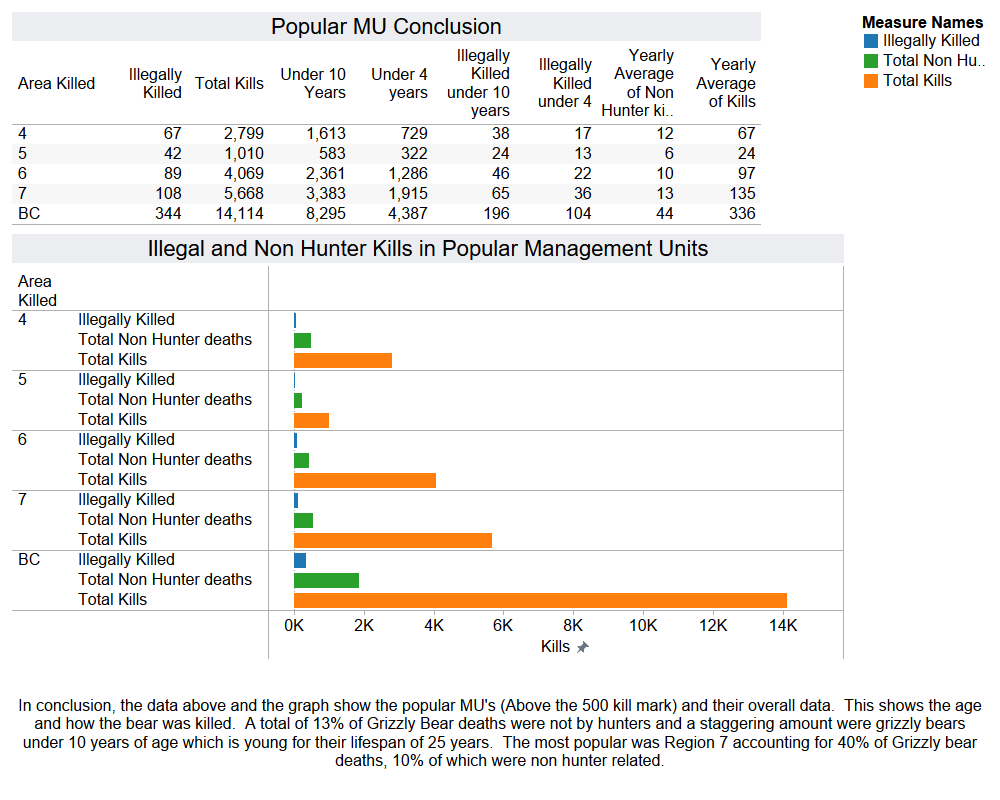 Popular MU Conclusion
Measure Names
Illegally Killed
Total Non Hu..
Total Kills
Area Killed Illegally Killed Total Kills Under 10 Years Under 4 years Illegally Killed under 10 years Illegally Killed under 4 Yearly Average of Non Hunter ki.. Yearly Average of Kills
4 67 2,799 1,613 729 38 17 12 67
5 42 1,010 583 322 24 13 6 24
6 89 4,069 2,361 1,286 46 22 10 97
7 108 5,668 3,383 1,915 65 36 13 135
BC 344 14,114 8,295 4,387 196 104 44 336
Illegal and Non Hunter Kills in Popular Management Units
Area
Killed
4 Illegally Killed
Total Non Hunter deaths
Total Kills
5 Illegally Killed
Total Non Hunter deaths
Total Kills
6 Illegally Killed
Total Non Hunter deaths
Total Kills
7 Illegally Killed
Total Non Hunter deaths
Total Kills
BC Illegally Killed
Total Non Hunter deaths
Total Kills
0K 2K 4K 6K 8K 10K 12K 14K
Kills
In conclusion, the data above and the graph show the popular MU's (Above the 500 kill mark) and their overall data.  This shows the age
and how the bear was killed.  A total of 13% of Grizzly Bear deaths were not by hunters and a staggering amount were grizzly bears
under 10 years of age which is young for their lifespan of 25 years.  The most popular was Region 7 accounting for 40% of Grizzly bear
deaths, 10% of which were non hunter related.